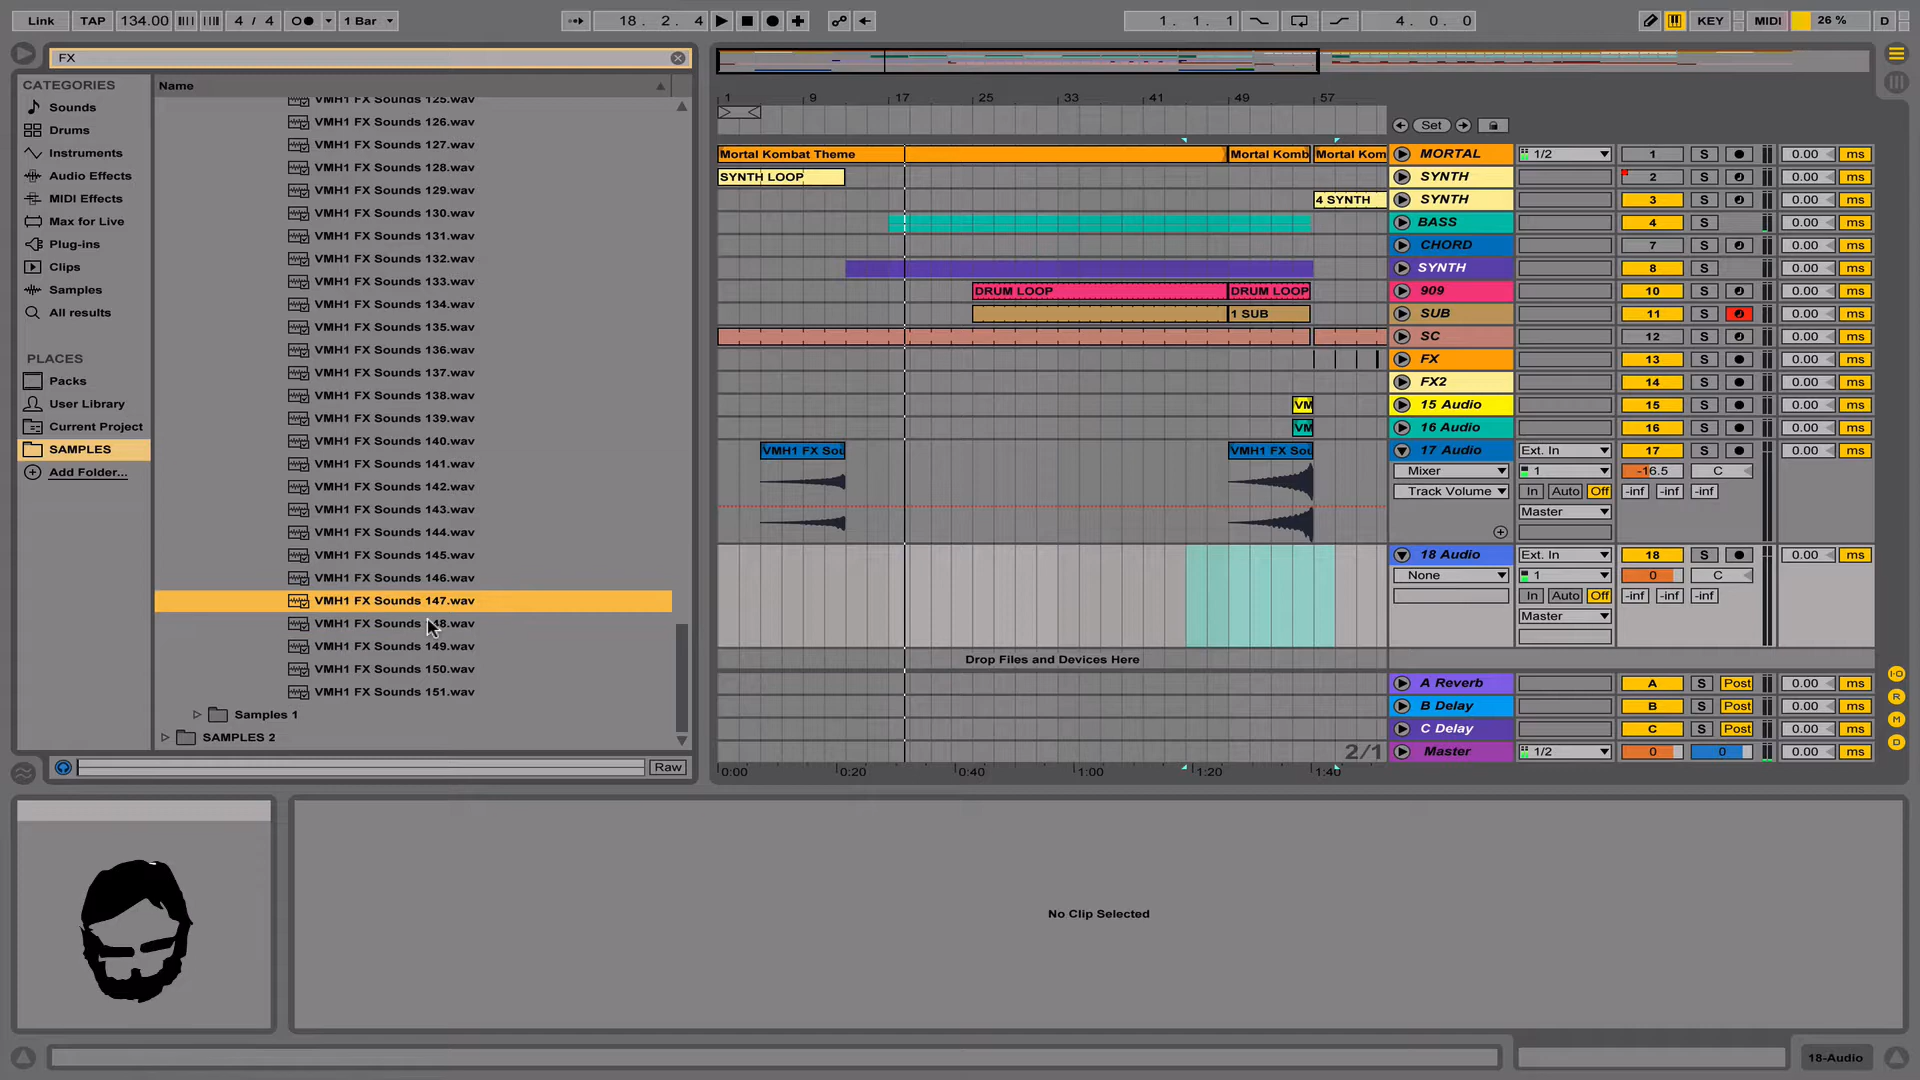 Link TAP 134.00 4 / 4 1 Bar 18. 2. 4 1. 1. 1 4. 0. 0 KEY MIDI 26 % D
FX
CATEGORIES
Sounds
Drums
Instruments
Audio Effects
MIDI Effects
Max for Live
Plug-ins
Clips
Samples
All results
PLACES
Packs
User Library
Current Project
SAMPLES
Add Folder...
Name
VMH1 FX Sounds 125.wav
VMH1 FX Sounds 126.wav
VMH1 FX Sounds 127.wav
VMH1 FX Sounds 128.wav
VMH1 FX Sounds 129.wav
VMH1 FX Sounds 130.wav
VMH1 FX Sounds 131.wav
VMH1 FX Sounds 132.wav
VMH1 FX Sounds 133.wav
VMH1 FX Sounds 134.wav
VMH1 FX Sounds 135.wav
VMH1 FX Sounds 136.wav
VMH1 FX Sounds 137.wav
VMH1 FX Sounds 138.wav
VMH1 FX Sounds 139.wav
VMH1 FX Sounds 140.wav
VMH1 FX Sounds 141.wav
VMH1 FX Sounds 142.wav
VMH1 FX Sounds 143.wav
VMH1 FX Sounds 144.wav
VMH1 FX Sounds 145.wav
VMH1 FX Sounds 146.wav
VMH1 FX Sounds 147.wav
VMH1 FX Sounds 148.wav
VMH1 FX Sounds 149.wav
VMH1 FX Sounds 150.wav
VMH1 FX Sounds 151.wav
Samples 1
SAMPLES 2
Raw
1 9 17 25 33 41 49 57
Set
Mortal Kombat Theme Mortal Komb Mortal Kom MORTAL 1/2 1 S 0.00 ms
SYNTH LOOP SYNTH 2 S 0.00 ms
4 SYNTH SYNTH 3 S 0.00 ms
BASS 4 S 0.00 ms
CHORD 7 S 0.00 ms
SYNTH 8 S 0.00 ms
DRUM LOOP DRUM LOOP 909 10 S 0.00 ms
1 SUB SUB 11 S 0.00 ms
SC 12 S 0.00 ms
FX 13 S 0.00 ms
FX2 14 S 0.00 ms
VM 15 Audio 15 S 0.00 ms
VM 16 Audio 16 S 0.00 ms
VMH1 FX Sou VMH1 FX Sou 17 Audio Ext. In 17 S 0.00 ms
Mixer 1 -16.5 C
Track Volume In Auto Off -inf -inf -inf
Master
18 Audio Ext. In 18 S 0.00 ms
None 1 0 C
In Auto Off -inf -inf -inf
Master
Drop Files and Devices Here
A Reverb A S Post 0.00 ms
B Delay B S Post 0.00 ms
C Delay C S Post 0.00 ms
2/1 Master 1/2 0 0 0.00 ms
0:00 0:20 0:40 1:00 1:20 1:40
I·O
R
M
D
No Clip Selected
18-Audio